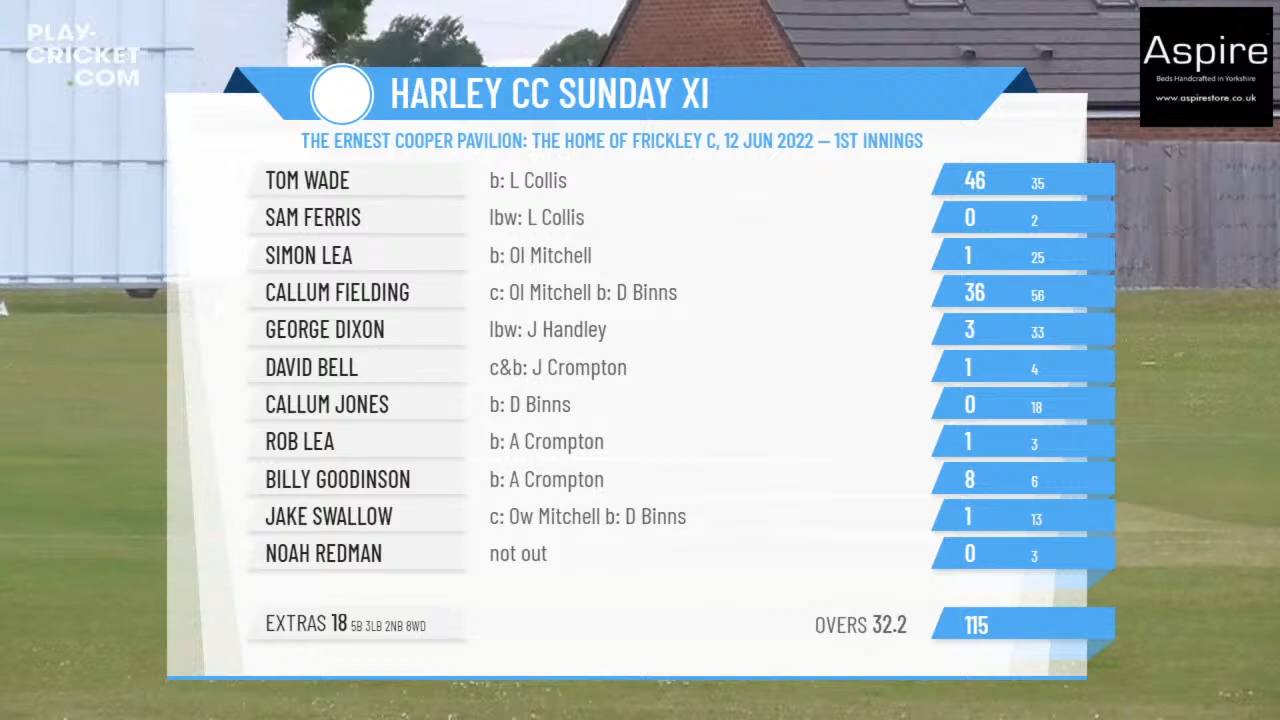 PLAY-
CRICKET
.COM
Aspire
Beds Handcrafted in Yorkshire
www.aspirestore.co.uk
HARLEY CC SUNDAY XI
THE ERNEST COOPER PAVILION: THE HOME OF FRICKLEY C, 12 JUN 2022 – 1ST INNINGS
TOM WADE b: L Collis 46 35
SAM FERRIS lbw: L Collis 0 2
SIMON LEA b: Ol Mitchell 1 25
CALLUM FIELDING c: Ol Mitchell b: D Binns 36 56
GEORGE DIXON lbw: J Handley 3 33
DAVID BELL c&b: J Crompton 1 4
CALLUM JONES b: D Binns 0 18
ROB LEA b: A Crompton 1 3
BILLY GOODINSON b: A Crompton 8 6
JAKE SWALLOW c: Ow Mitchell b: D Binns 1 13
NOAH REDMAN not out 0 3
EXTRAS 18 5B 3LB 2NB 8WD OVERS 32.2 115